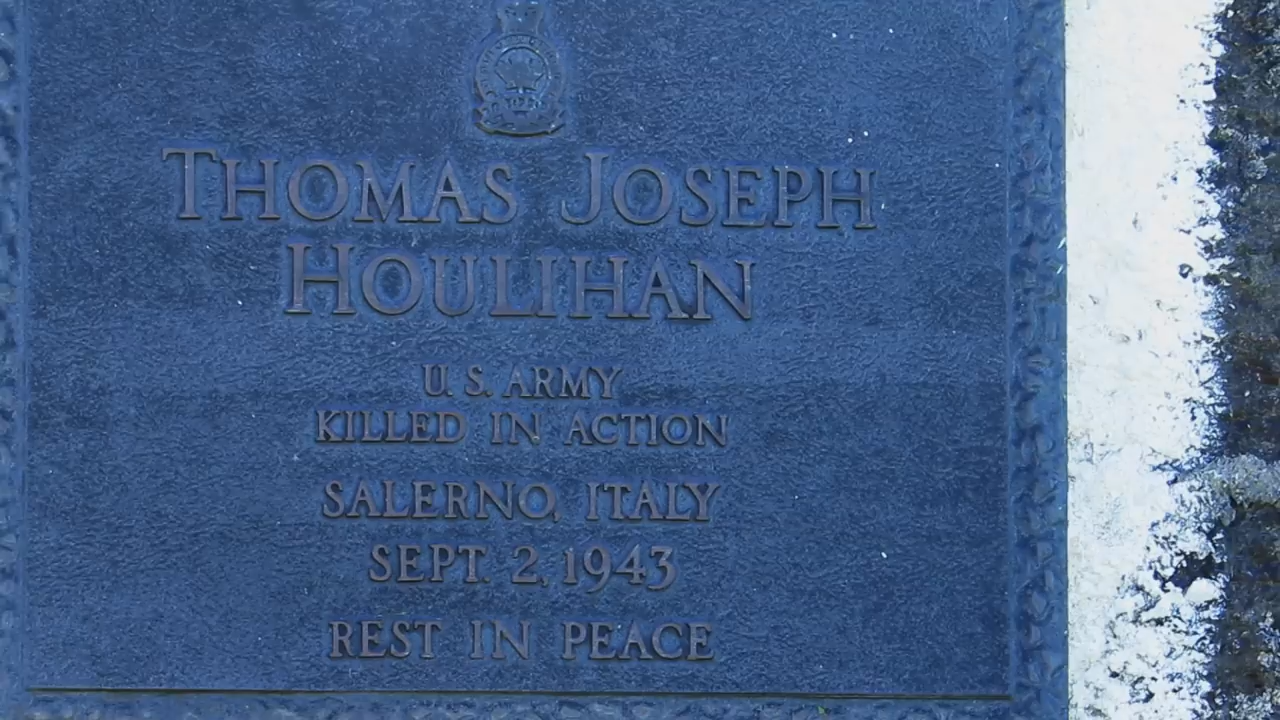 THOMAS JOSEPH
HOULIHAN
U. S. ARMY
KILLED IN ACTION
SALERNO, ITALY
SEPT. 2, 1943
REST IN PEACE